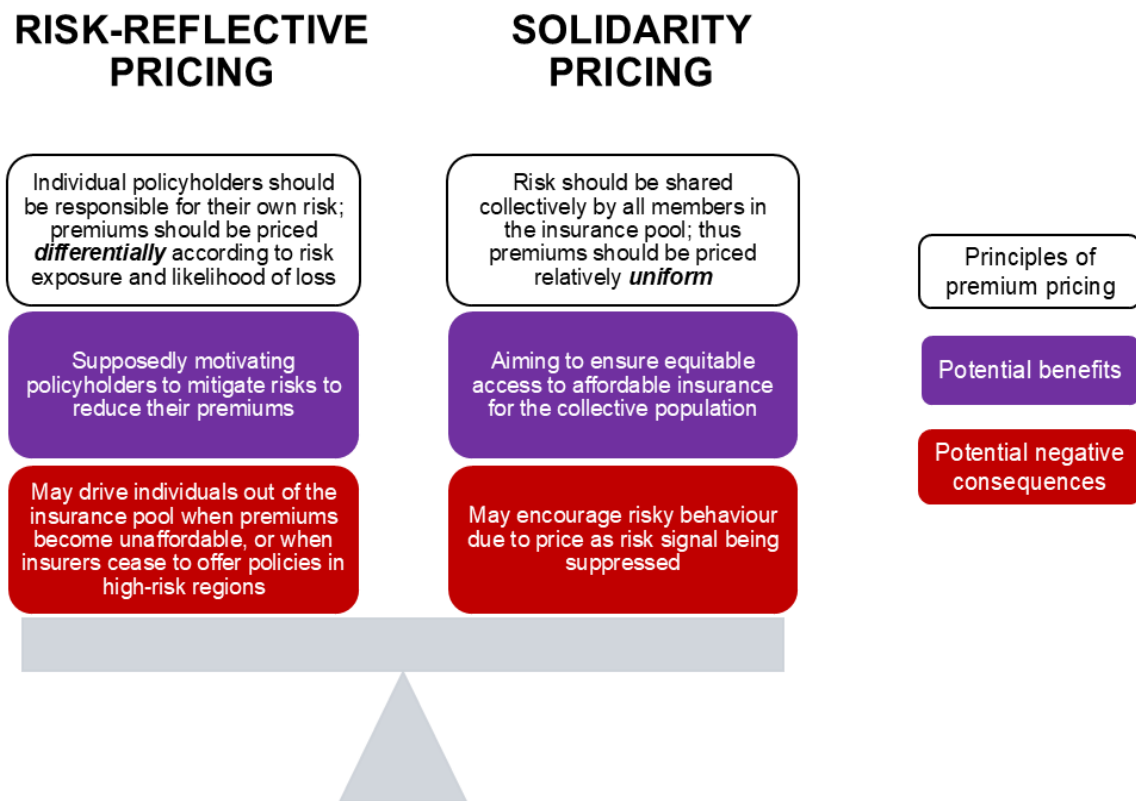 RISK-REFLECTIVE
PRICING
Individual policyholders should
be responsible for their own risk;
premiums should be priced
differentially according to risk
exposure and likelihood of loss
Supposedly motivating
policyholders to mitigate risks to
reduce their premiums
May drive individuals out of the
insurance pool when premiums
become unaffordable, or when
insurers cease to offer policies in
high-risk regions
SOLIDARITY
PRICING
Risk should be shared
collectively by all members in
the insurance pool; thus
premiums should be priced
relatively uniform
Aiming to ensure equitable
access to affordable insurance
for the collective population
May encourage risky behaviour
due to price as risk signal being
suppressed
Principles of
premium pricing
Potential benefits
Potential negative
consequences